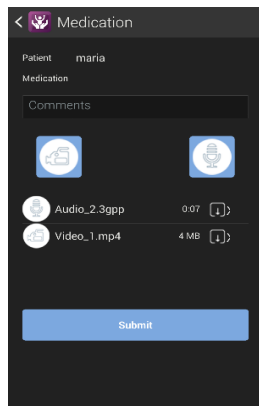 Medication
Patient maria
Medication
Comments
Audio_2.3gpp 0:07
Video_1.mp4 4 MB
Submit